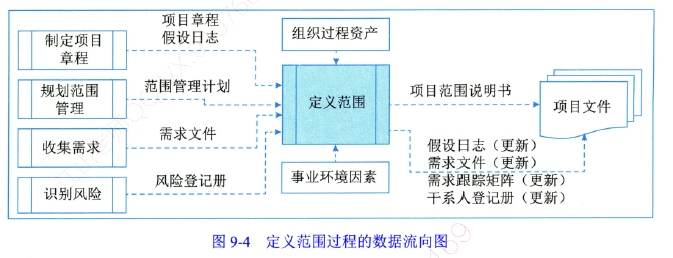 制定项目
章程
项目章程
假设日志
组织过程资产
规划范围
管理
范围管理计划
定义范围
项目范围说明书
项目文件
收集需求
需求文件
假设日志（更新）
需求文件（更新）
需求跟踪矩阵（更新）
干系人登记册（更新）
识别风险
风险登记册
事业环境因素
图 9-4 定义范围过程的数据流向图